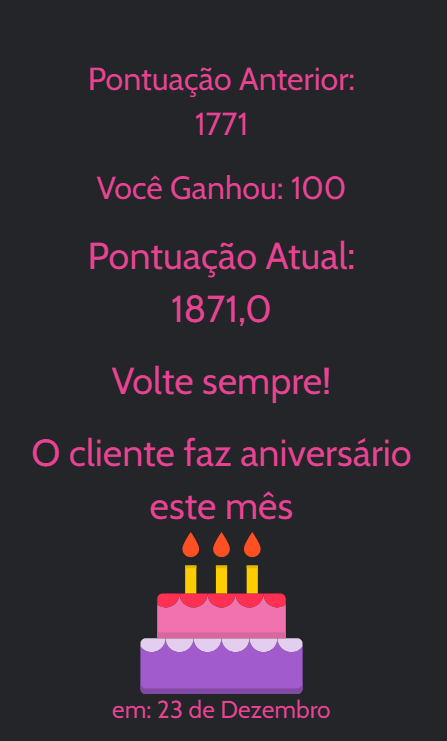 Pontuação Anterior:
1771
Você Ganhou: 100
Pontuação Atual:
1871,0
Volte sempre!
O cliente faz aniversário
este mês
em: 23 de Dezembro